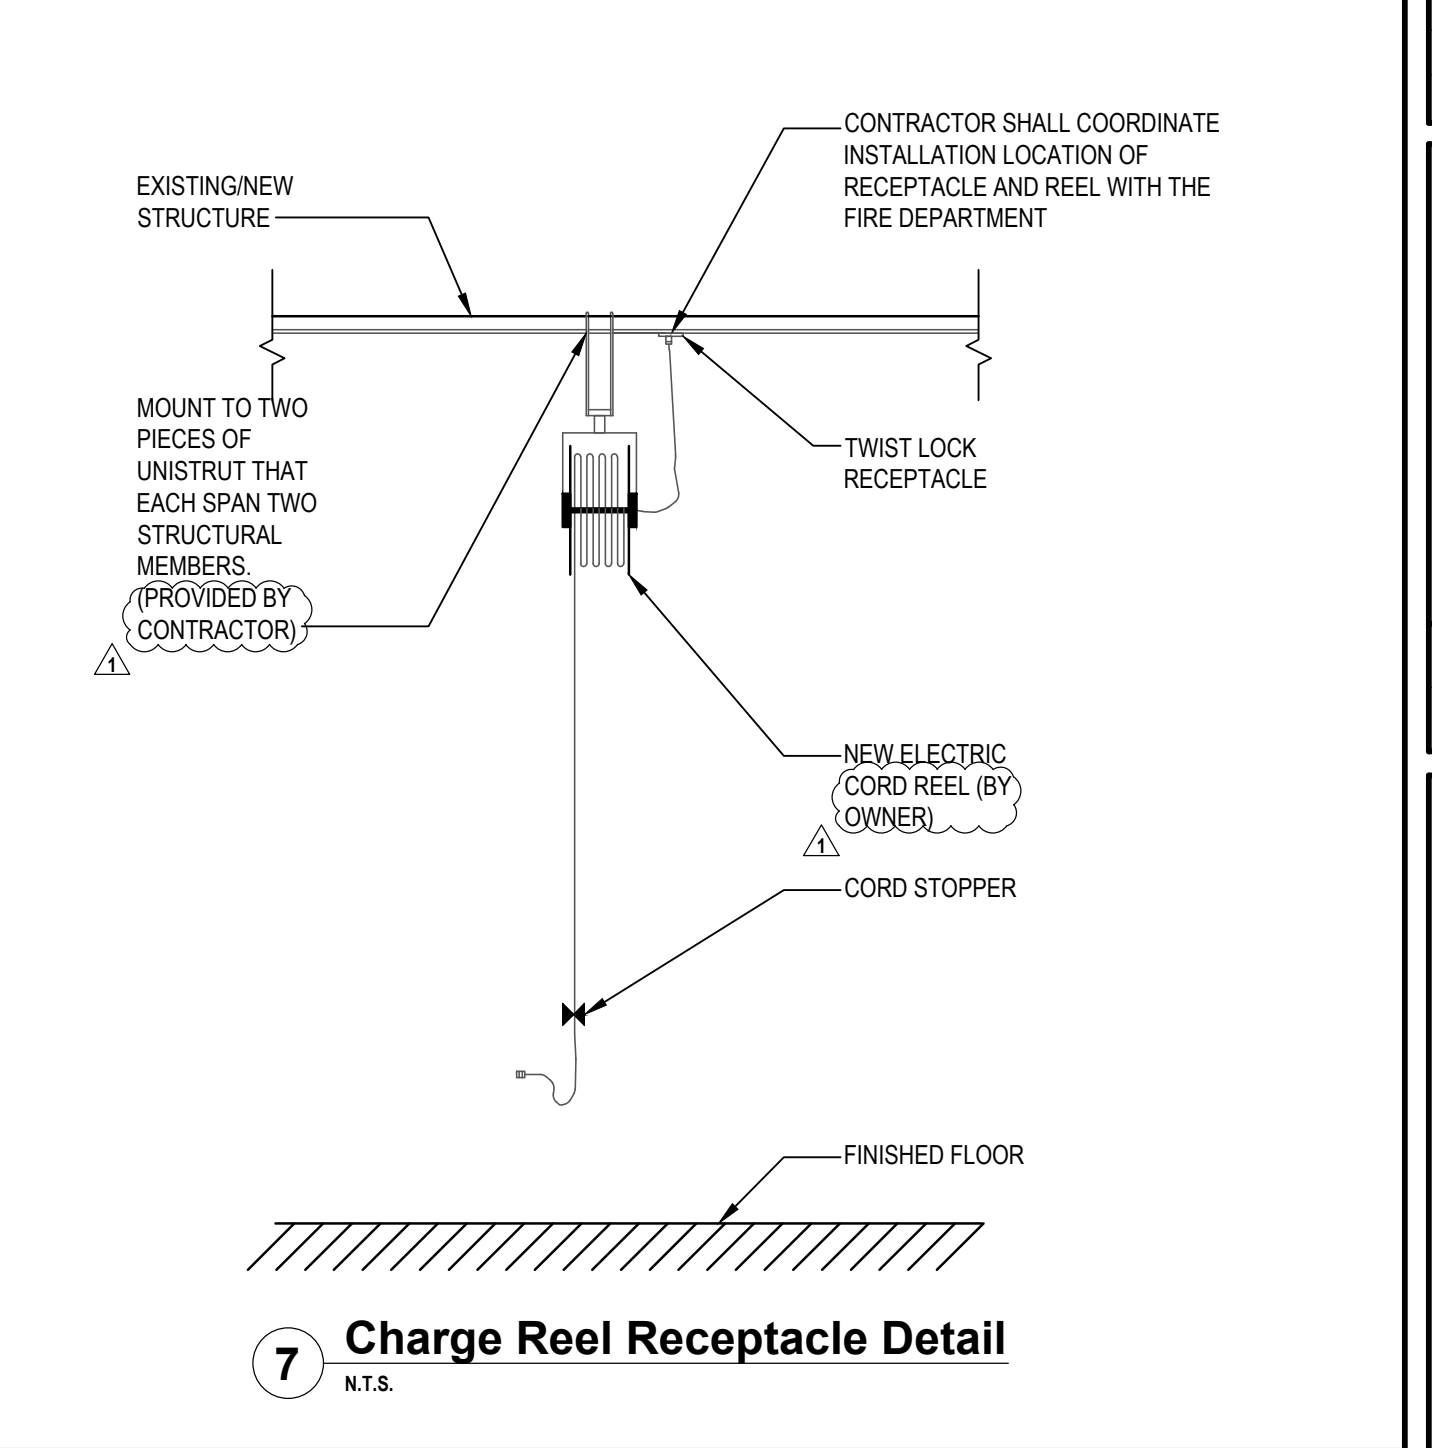 CONTRACTOR SHALL COORDINATE
INSTALLATION LOCATION OF
RECEPTACLE AND REEL WITH THE
FIRE DEPARTMENT
EXISTING/NEW
STRUCTURE
MOUNT TO TWO
PIECES OF
UNISTRUT THAT
EACH SPAN TWO
STRUCTURAL
MEMBERS.
(PROVIDED BY
CONTRACTOR)
1
TWIST LOCK
RECEPTACLE
NEW ELECTRIC
CORD REEL (BY
OWNER)
1
CORD STOPPER
FINISHED FLOOR
7
Charge Reel Receptacle Detail
N.T.S.